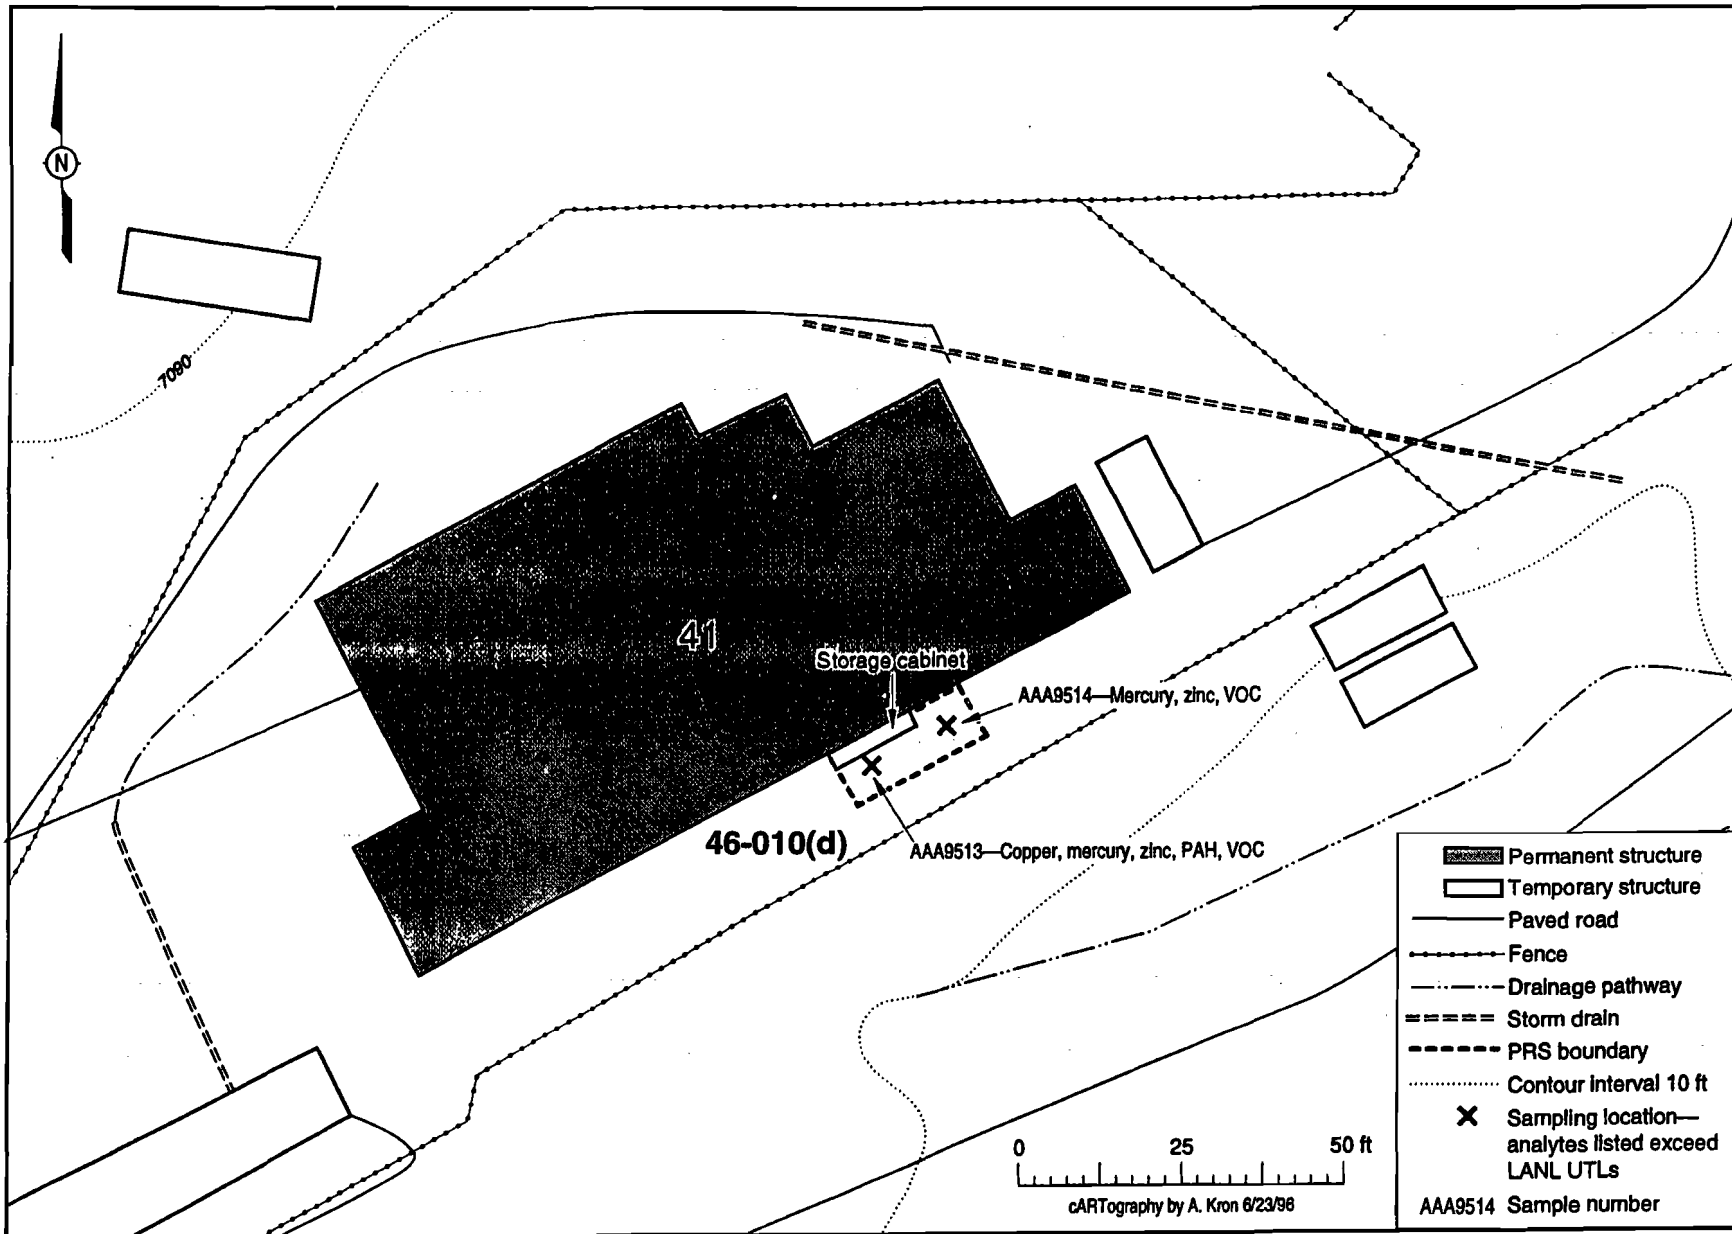 N
7090
41
Storage cabinet
AAA9514—Mercury, zinc, VOC
46-010(d)
AAA9513—Copper, mercury, zinc, PAH, VOC
Permanent structure
Temporary structure
Paved road
Fence
Drainage pathway
Storm drain
PRS boundary
Contour interval 10 ft
Sampling location—
analytes listed exceed
LANL UTLs
AAA9514 Sample number
0 25 50 ft
cARTography by A. Kron 6/23/96